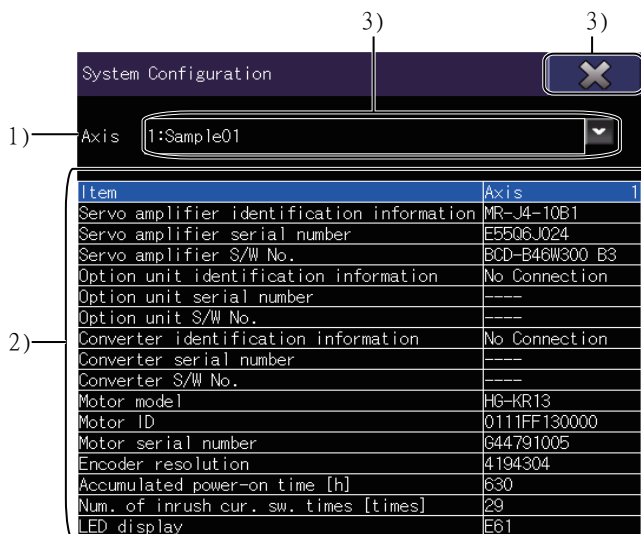 3) 3)
System Configuration
1) Axis 1:Sample01
Item Axis 1
Servo amplifier identification information MR-J4-10B1
Servo amplifier serial number E55Q6J024
Servo amplifier S/W No. BCD-B46W300 B3
Option unit identification information No Connection
Option unit serial number ----
Option unit S/W No. ----
2) Converter identification information No Connection
Converter serial number ----
Converter S/W No. ----
Motor model HG-KR13
Motor ID 0111FF130000
Motor serial number G44791005
Encoder resolution 4194304
Accumulated power-on time [h] 630
Num. of inrush cur. sw. times [times] 29
LED display E61